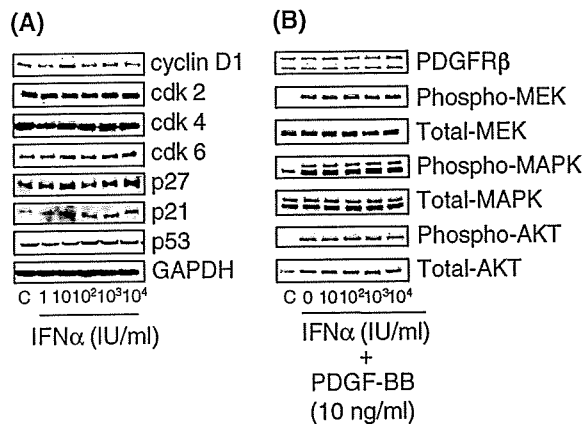 (A)
cyclin D1
cdk 2
cdk 4
cdk 6
p27
p21
p53
GAPDH
C 1 10 10² 10³ 10⁴
IFNα (IU/ml)
(B)
PDGFRβ
Phospho-MEK
Total-MEK
Phospho-MAPK
Total-MAPK
Phospho-AKT
Total-AKT
C 0 10 10² 10³ 10⁴
IFNα (IU/ml)
+
PDGF-BB
(10 ng/ml)